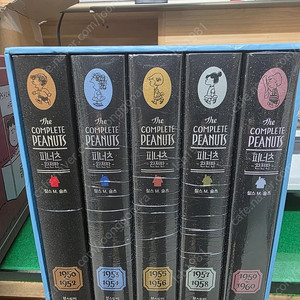 The
COMPLETE
PEANUTS
피너츠
완전판
찰스 M. 슐츠
1950
1952
The
COMPLETE
PEANUTS
피너츠
완전판
찰스 M. 슐츠
1953
1954
The
COMPLETE
PEANUTS
피너츠
완전판
찰스 M. 슐츠
1955
1956
The
COMPLETE
PEANUTS
피너츠
완전판
찰스 M. 슐츠
1957
1958
The
COMPLETE
PEANUTS
피너츠
완전판
찰스 M. 슐츠
1960